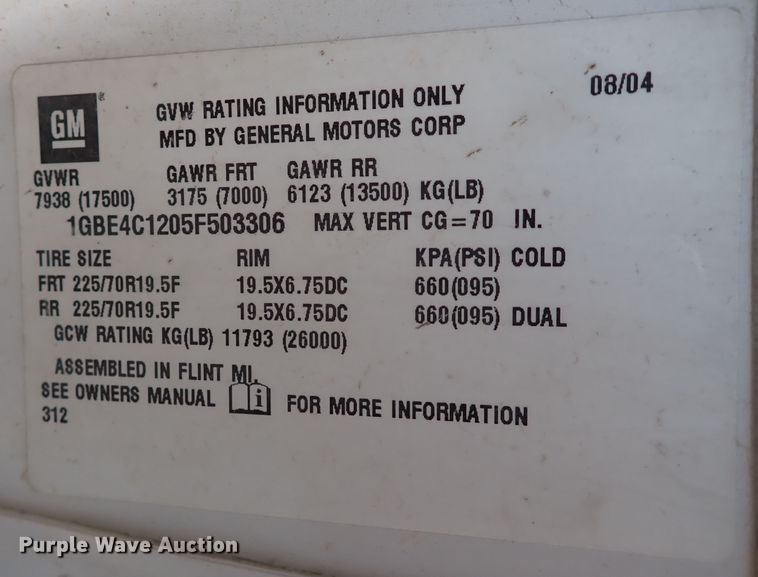 08/04
GM®
GVW RATING INFORMATION ONLY
MFD BY GENERAL MOTORS CORP
GVWR GAWR FRT GAWR RR
7938 (17500) 3175 (7000) 6123 (13500) KG(LB)
1GBE4C1205F503306 MAX VERT CG=70 IN.
TIRE SIZE RIM KPA(PSI) COLD
FRT 225/70R19.5F 19.5X6.75DC 660(095)
RR 225/70R19.5F 19.5X6.75DC 660(095) DUAL
GCW RATING KG(LB) 11793 (26000)
ASSEMBLED IN FLINT MI.
SEE OWNERS MANUAL i FOR MORE INFORMATION
312
Purple Wave Auction